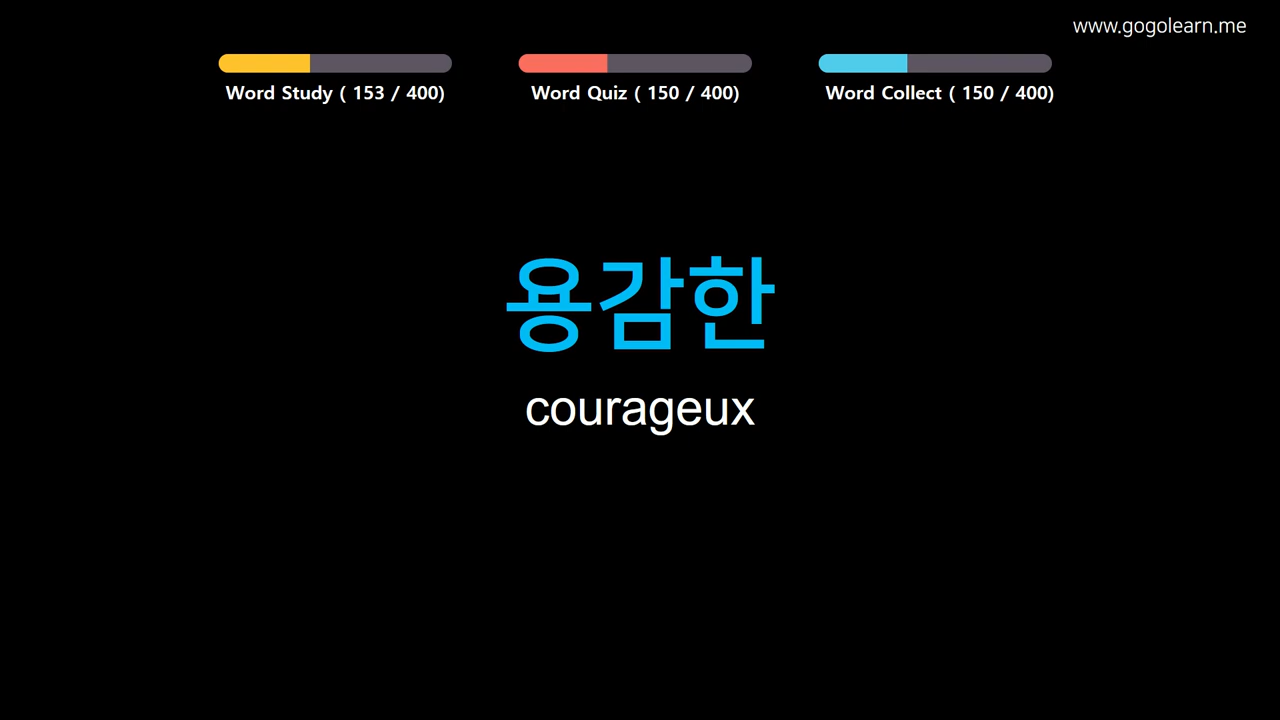 www.gogolearn.me
Word Study ( 153 / 400)
Word Quiz ( 150 / 400)
Word Collect ( 150 / 400)
용감한
courageux